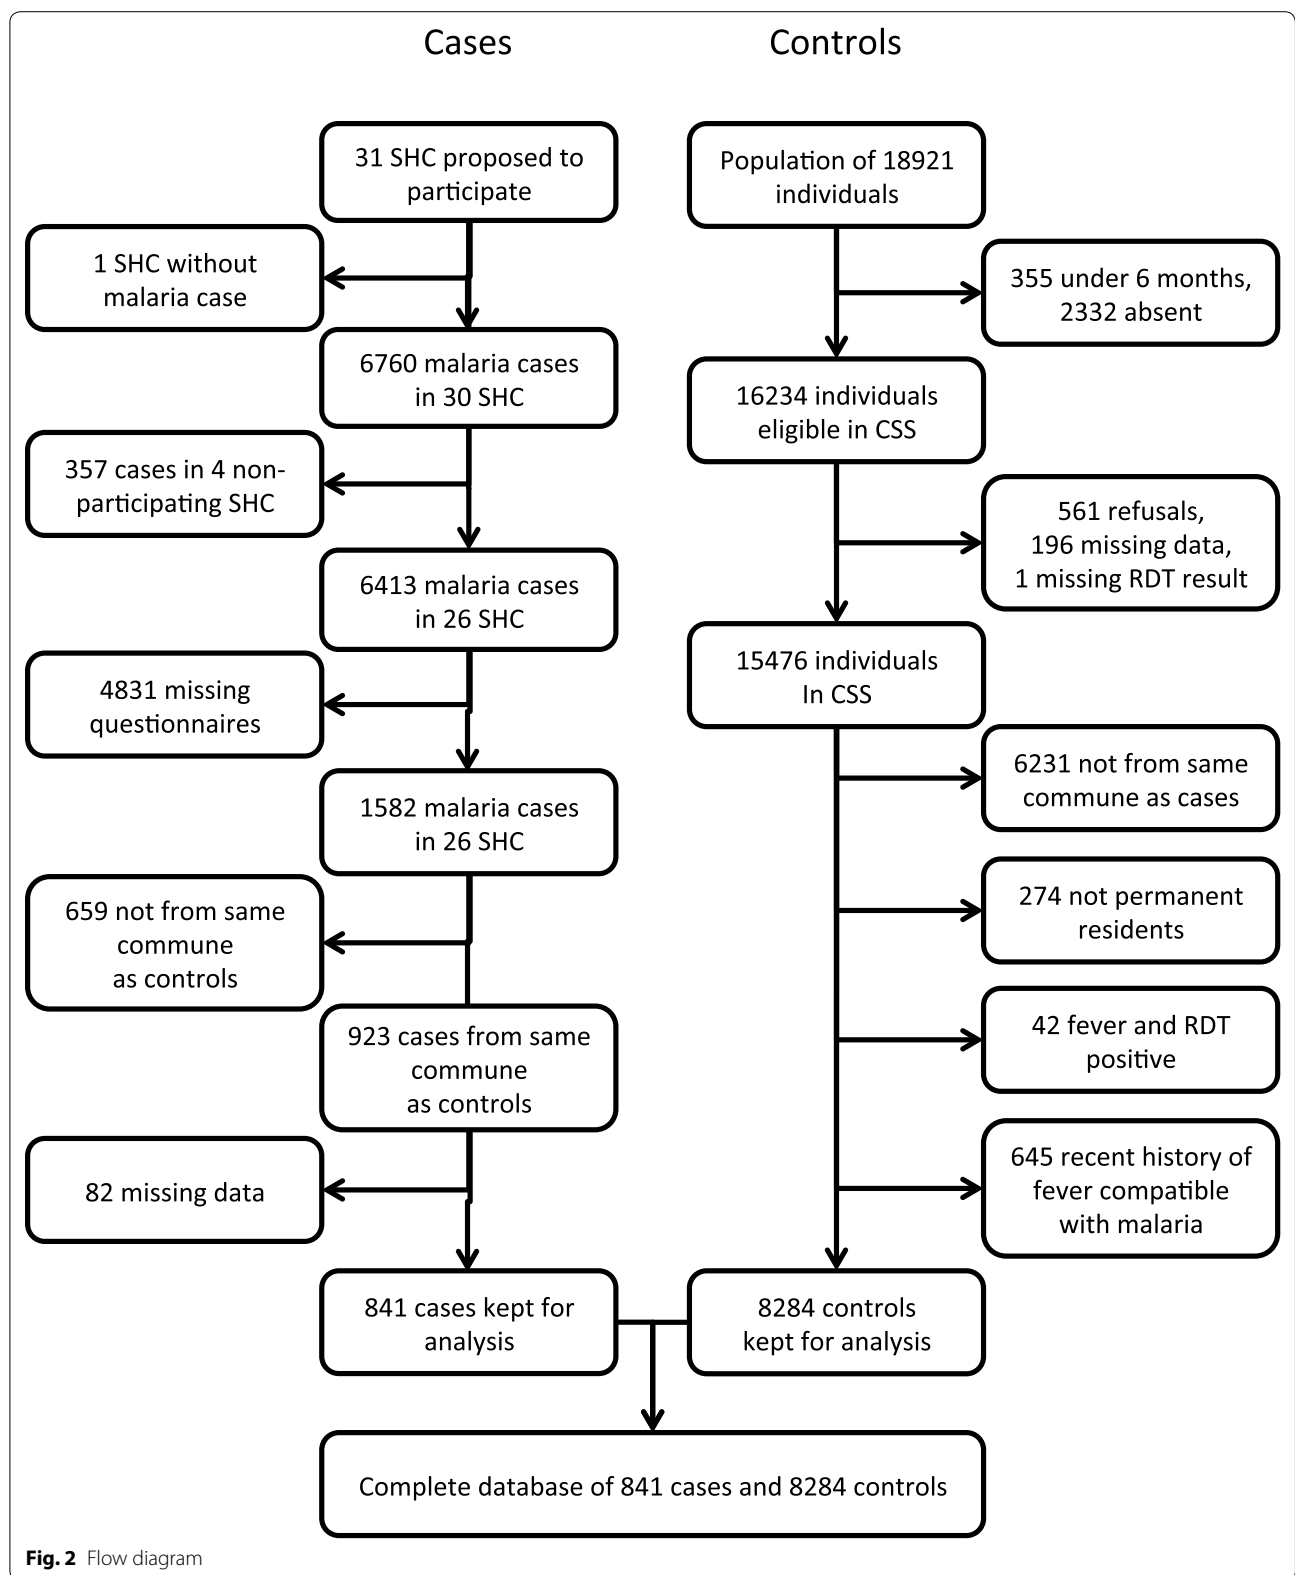 Cases
Controls
31 SHC proposed to
participate
1 SHC without
malaria case
6760 malaria cases
in 30 SHC
357 cases in 4 non-
participating SHC
6413 malaria cases
in 26 SHC
4831 missing
questionnaires
1582 malaria cases
in 26 SHC
659 not from same
commune
as controls
923 cases from same
commune
as controls
82 missing data
841 cases kept for
analysis
Population of 18921
individuals
355 under 6 months,
2332 absent
16234 individuals
eligible in CSS
561 refusals,
196 missing data,
1 missing RDT result
15476 individuals
In CSS
6231 not from same
commune as cases
274 not permanent
residents
42 fever and RDT
positive
645 recent history of
fever compatible
with malaria
8284 controls
kept for analysis
Complete database of 841 cases and 8284 controls
Fig. 2 Flow diagram